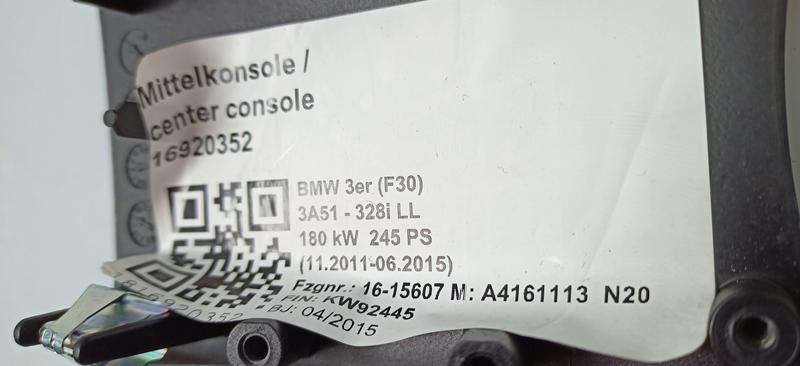 Mittelkonsole /
center console
16920352
BMW 3er (F30)
3A51 - 328i LL
180 kW 245 PS
(11.2011-06.2015)
Fzgnr.: 16-15607 M: A4161113 N20
FIN: KW92445
BJ: 04/2015